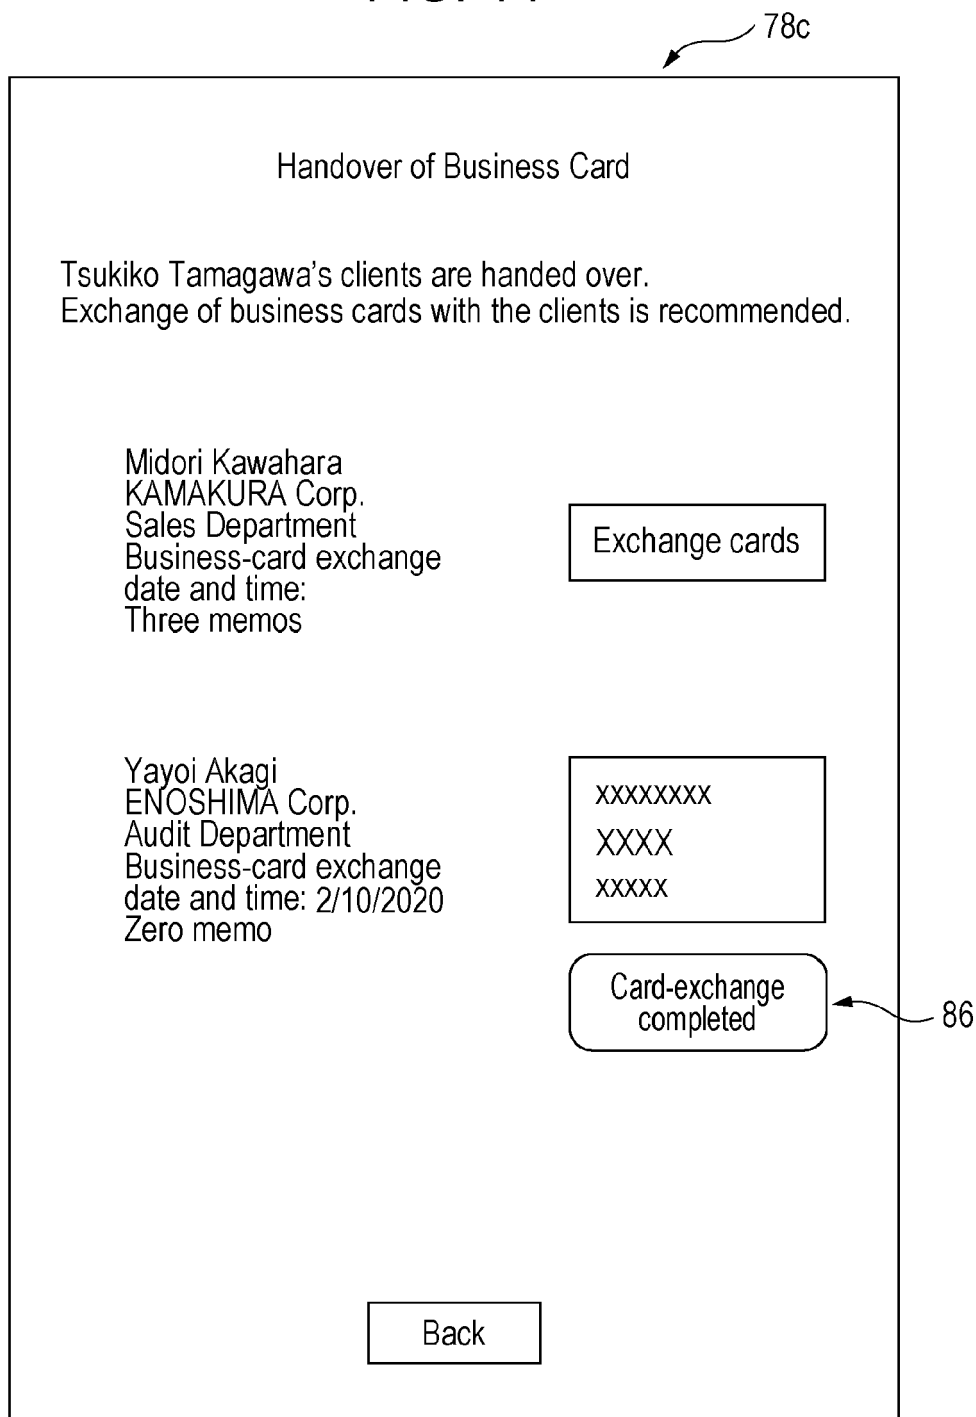 78c
Handover of Business Card
Tsukiko Tamagawa's clients are handed over.
Exchange of business cards with the clients is recommended.
Midori Kawahara
KAMAKURA Corp.
Sales Department
Business-card exchange
date and time:
Three memos
Exchange cards
Yayoi Akagi
ENOSHIMA Corp.
Audit Department
Business-card exchange
date and time: 2/10/2020
Zero memo
XXXXXXXX
XXXX
XXXXX
Card-exchange
completed
86
Back